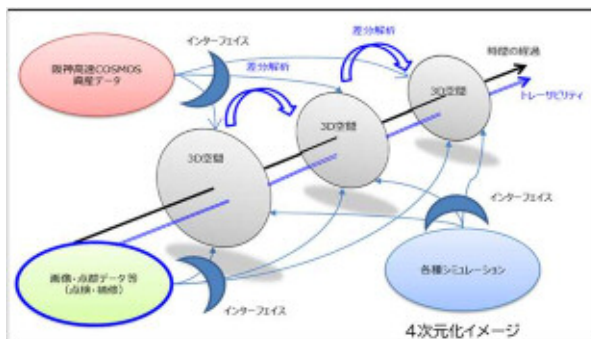 インターフェイス
阪神高速COSMOS
資産データ
差分解析
差分解析
時間の経過
トレーサビリティ
3D空間
3D空間
3D空間
インターフェイス
画像・点群データ等
(点検・補修)
インターフェイス
各種シミュレーション
4次元化イメージ